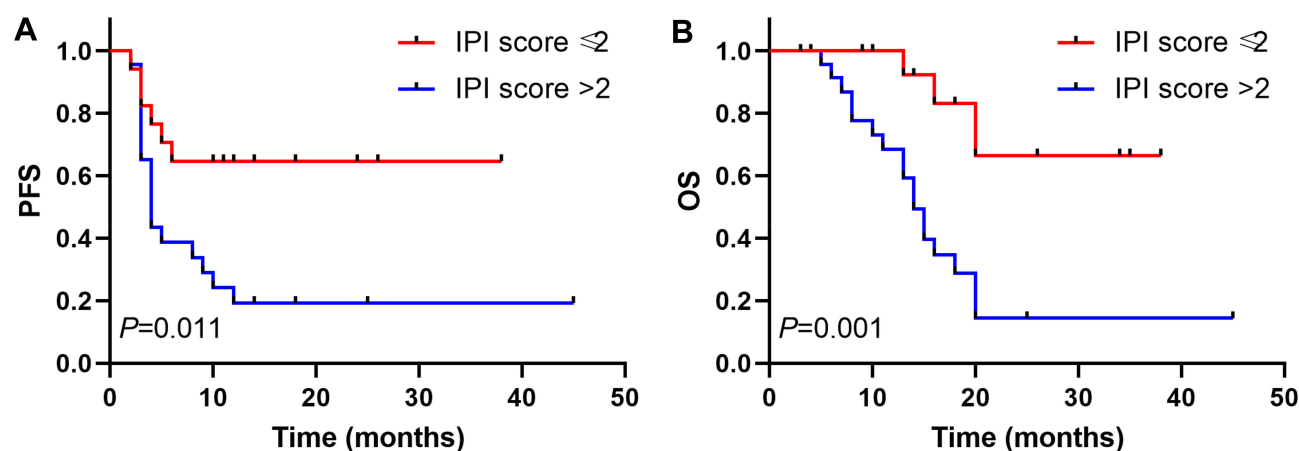 A
IPI score ⩽2
IPI score >2
1.0
0.8
0.6
0.4
0.2
0.0
PFS
P=0.011
0 10 20 30 40 50
Time (months)
B
IPI score ⩽2
IPI score >2
1.0
0.8
0.6
0.4
0.2
0.0
OS
P=0.001
0 10 20 30 40 50
Time (months)